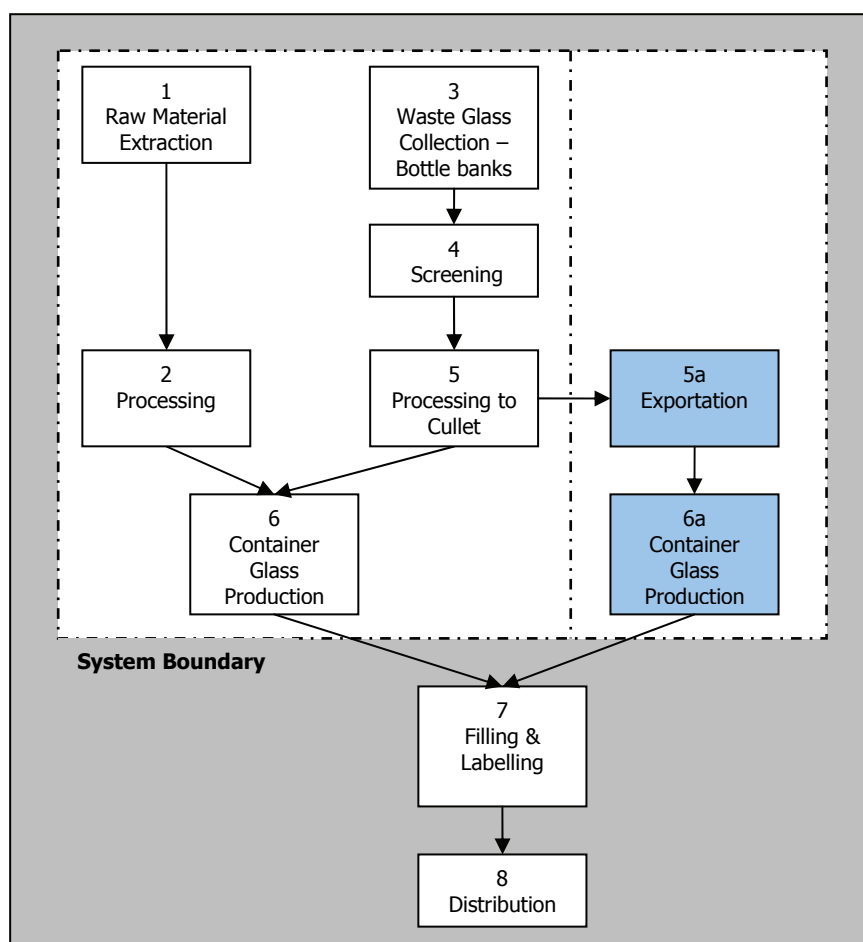 1
Raw Material
Extraction
3
Waste Glass
Collection –
Bottle banks
4
Screening
2
Processing
5
Processing to
Cullet
5a
Exportation
6
Container
Glass
Production
6a
Container
Glass
Production
System Boundary
7
Filling &
Labelling
8
Distribution